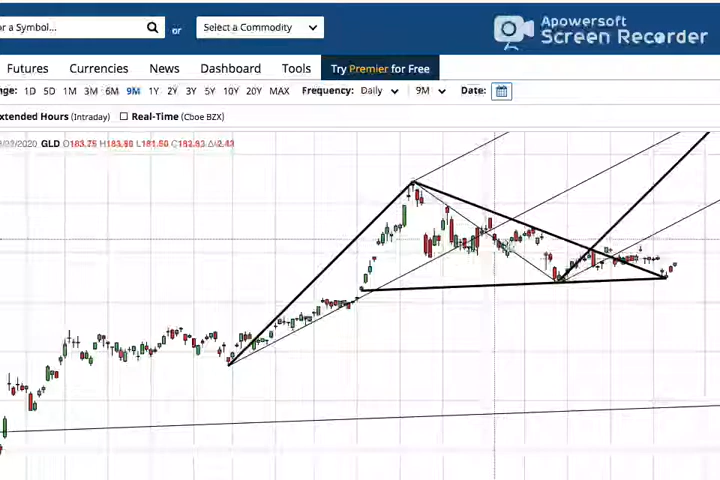 Apowersoft
Screen Recorder
or a Symbol...
or
Select a Commodity
Futures Currencies News Dashboard Tools Try Premier for Free
nge: 1D 5D 1M 3M 6M 9M 1Y 2Y 3Y 5Y 10Y 20Y MAX Frequency: Daily 9M Date:
xtended Hours (Intraday) Real-Time (Cboe BZX)
/2020 GLD